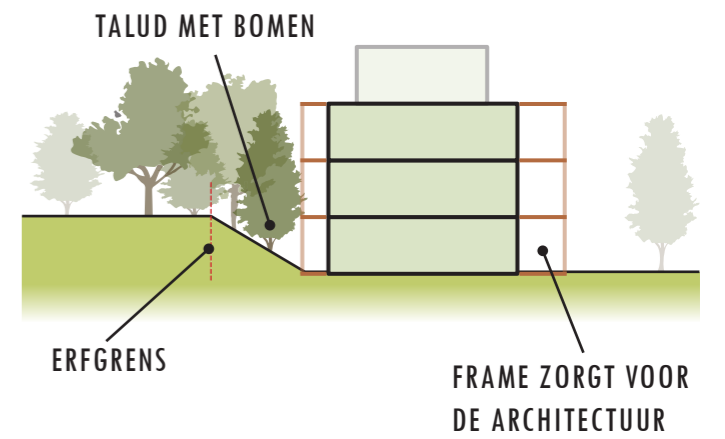 TALUD MET BOMEN
ERFGRENS
FRAME ZORGT VOOR
DE ARCHITECTUUR